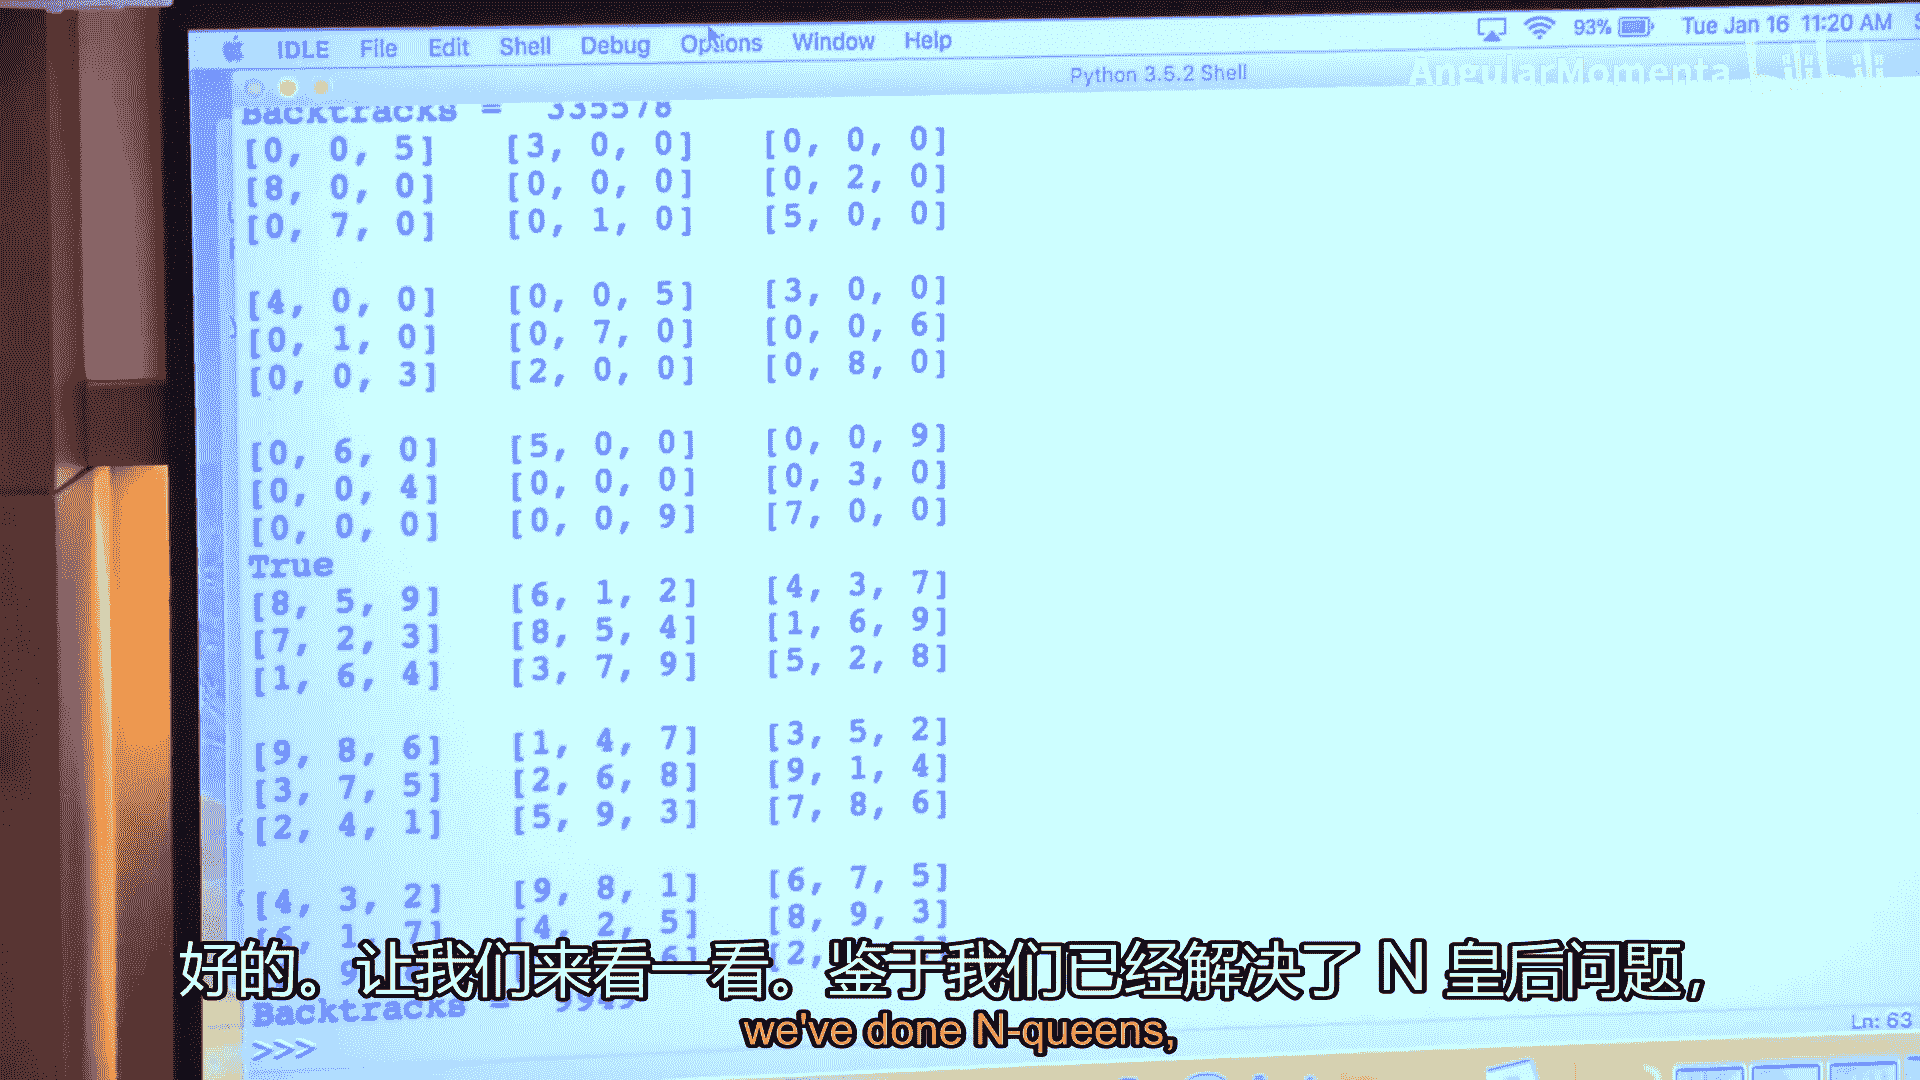 IDLE File Edit Shell Debug Options Window Help 93% Tue Jan 16 11:20 AM
Python 3.5.2 Shell
AngularMomenta bilibili
Backtracks = 335578
[0, 0, 5] [3, 0, 0] [0, 0, 0]
[8, 0, 0] [0, 0, 0] [0, 2, 0]
[0, 7, 0] [0, 1, 0] [5, 0, 0]
[4, 0, 0] [0, 0, 5] [3, 0, 0]
[0, 1, 0] [0, 7, 0] [0, 0, 6]
[0, 0, 3] [2, 0, 0] [0, 8, 0]
[0, 6, 0] [5, 0, 0] [0, 0, 9]
[0, 0, 4] [0, 0, 0] [0, 3, 0]
[0, 0, 0] [0, 0, 9] [7, 0, 0]
True
[8, 5, 9] [6, 1, 2] [4, 3, 7]
[7, 2, 3] [8, 5, 4] [1, 6, 9]
[1, 6, 4] [3, 7, 9] [5, 2, 8]
[9, 8, 6] [1, 4, 7] [3, 5, 2]
[3, 7, 5] [2, 6, 8] [9, 1, 4]
[2, 4, 1] [5, 9, 3] [7, 8, 6]
[4, 3, 2] [9, 8, 1] [6, 7, 5]
[6, 1, 7] [4, 2, 5] [8, 9, 3]
好的。让我们来看一看。鉴于我们已经解决了 N 皇后问题，
Backtracks =
we've done N-queens,
Ln: 63
>>>